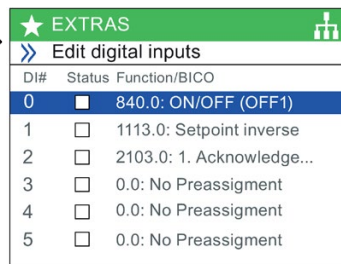 EXTRAS
Edit digital inputs
DI# Status Function/BICO
0 840.0: ON/OFF (OFF1)
1 1113.0: Setpoint inverse
2 2103.0: 1. Acknowledge...
3 0.0: No Preassigment
4 0.0: No Preassigment
5 0.0: No Preassigment